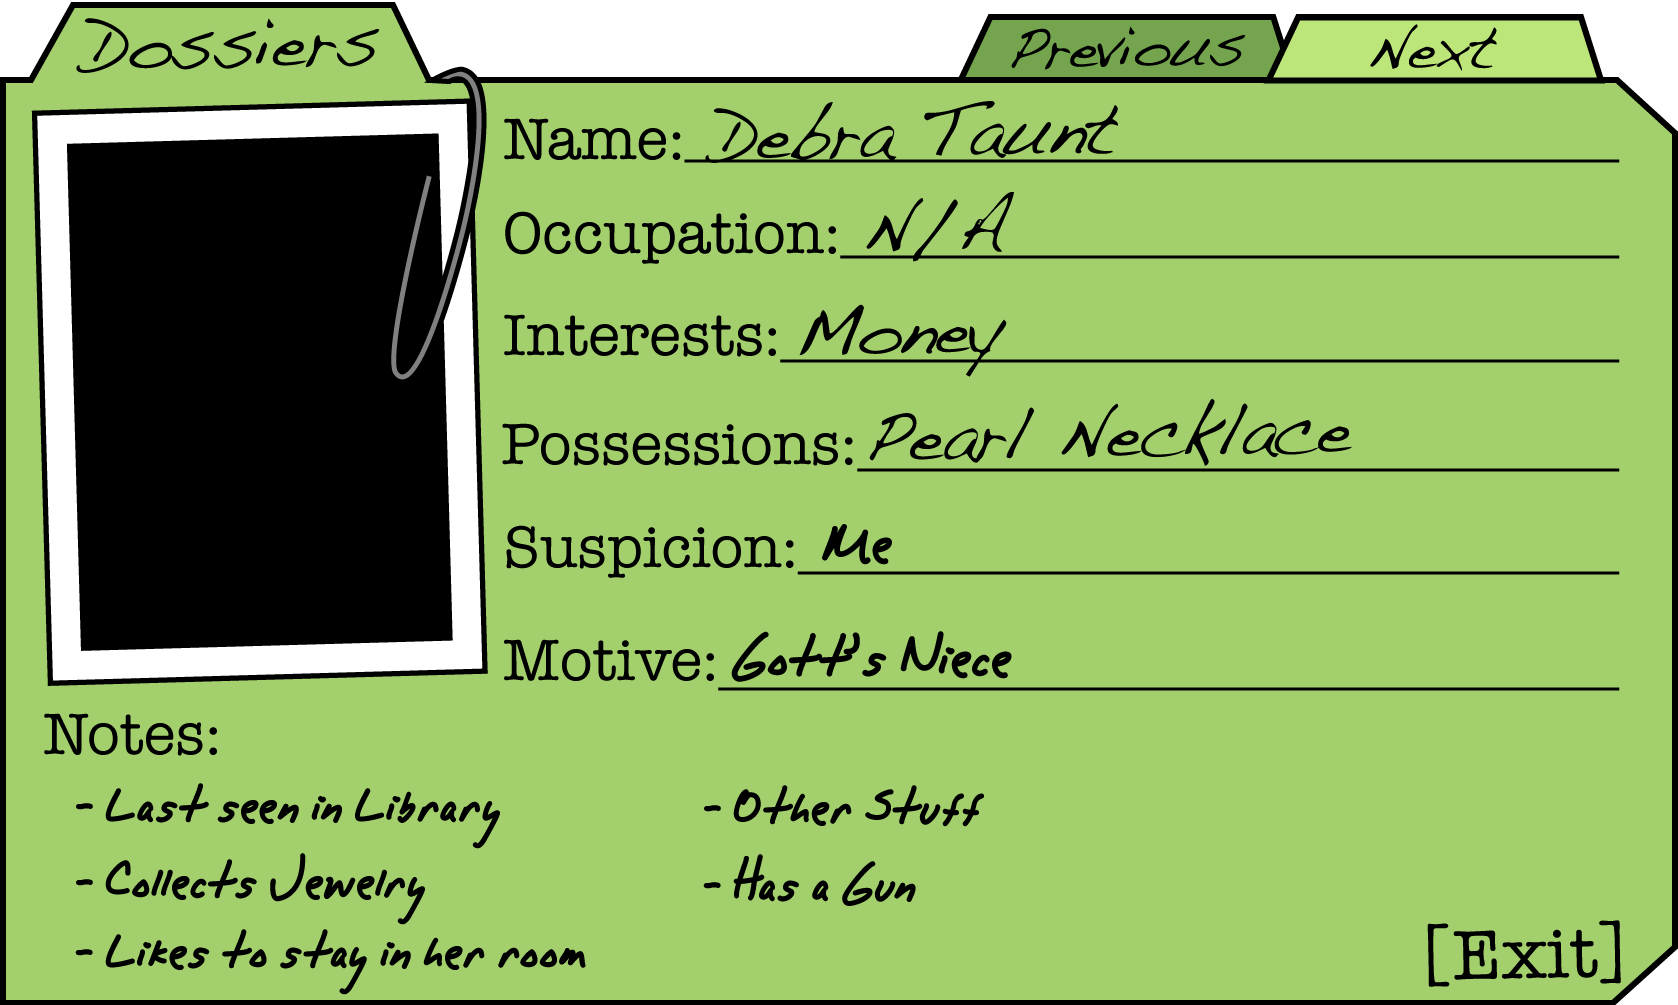 Dossiers
Previous
Next
Name: Debra Taunt
Occupation: N/A
Interests: Money
Possessions: Pearl Necklace
Suspicion: Me
Motive: Gott's Niece
Notes:
- Last seen in Library
- Collects Jewelry
- Likes to stay in her room
- Other Stuff
- Has a Gun
[Exit]